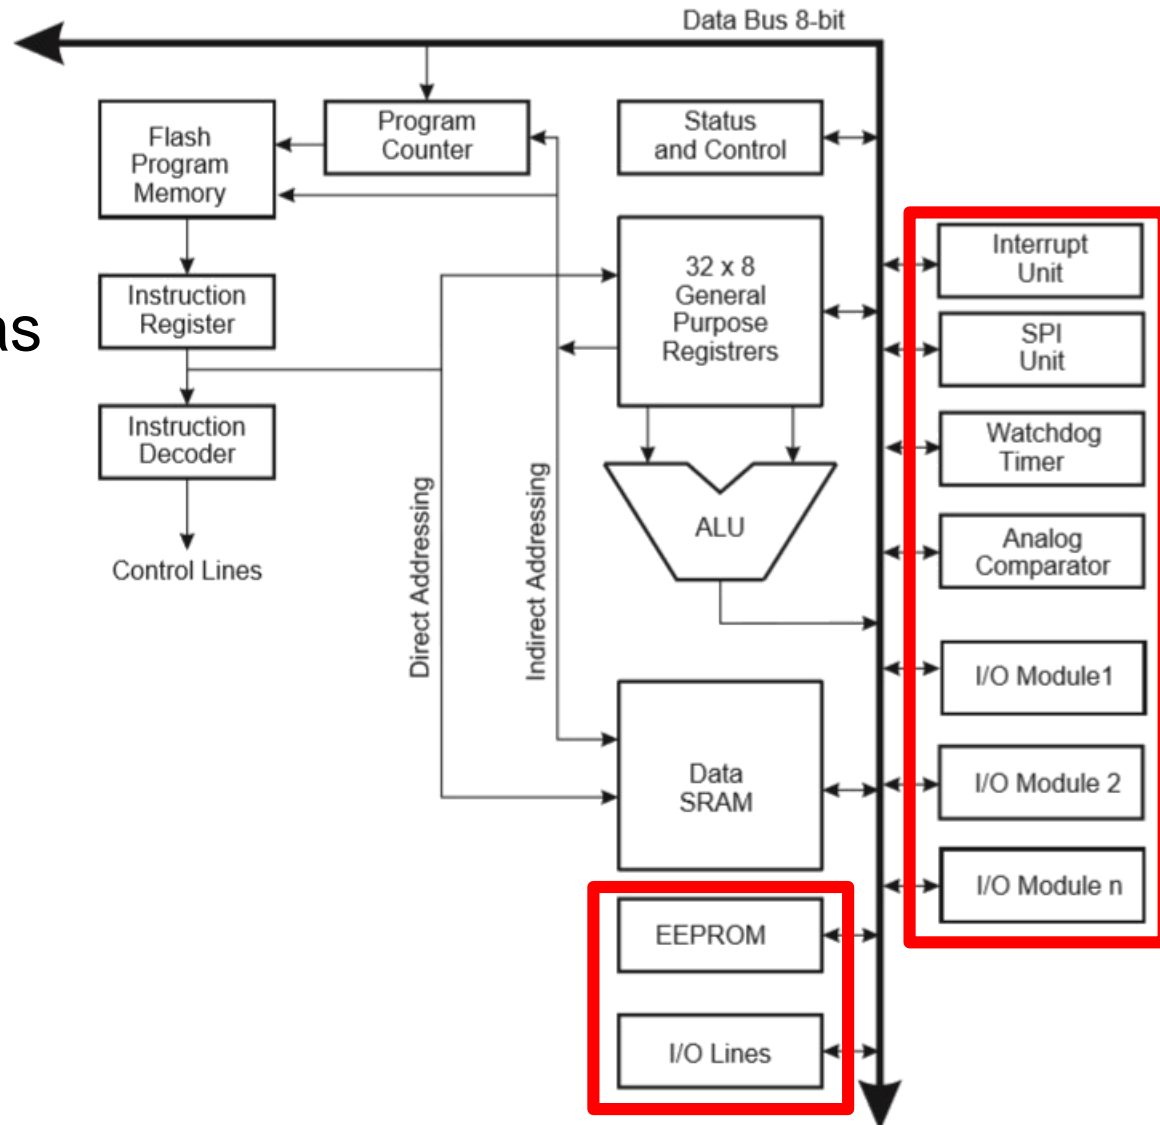 Data Bus 8-bit
Flash
Program
Memory
Program
Counter
Status
and Control
32 x 8
General
Purpose
Registrers
Instruction
Register
as
Instruction
Decoder
Control Lines
Direct Addressing
Indirect Addressing
ALU
Data
SRAM
EEPROM
I/O Lines
Interrupt
Unit
SPI
Unit
Watchdog
Timer
Analog
Comparator
I/O Module1
I/O Module 2
I/O Module n